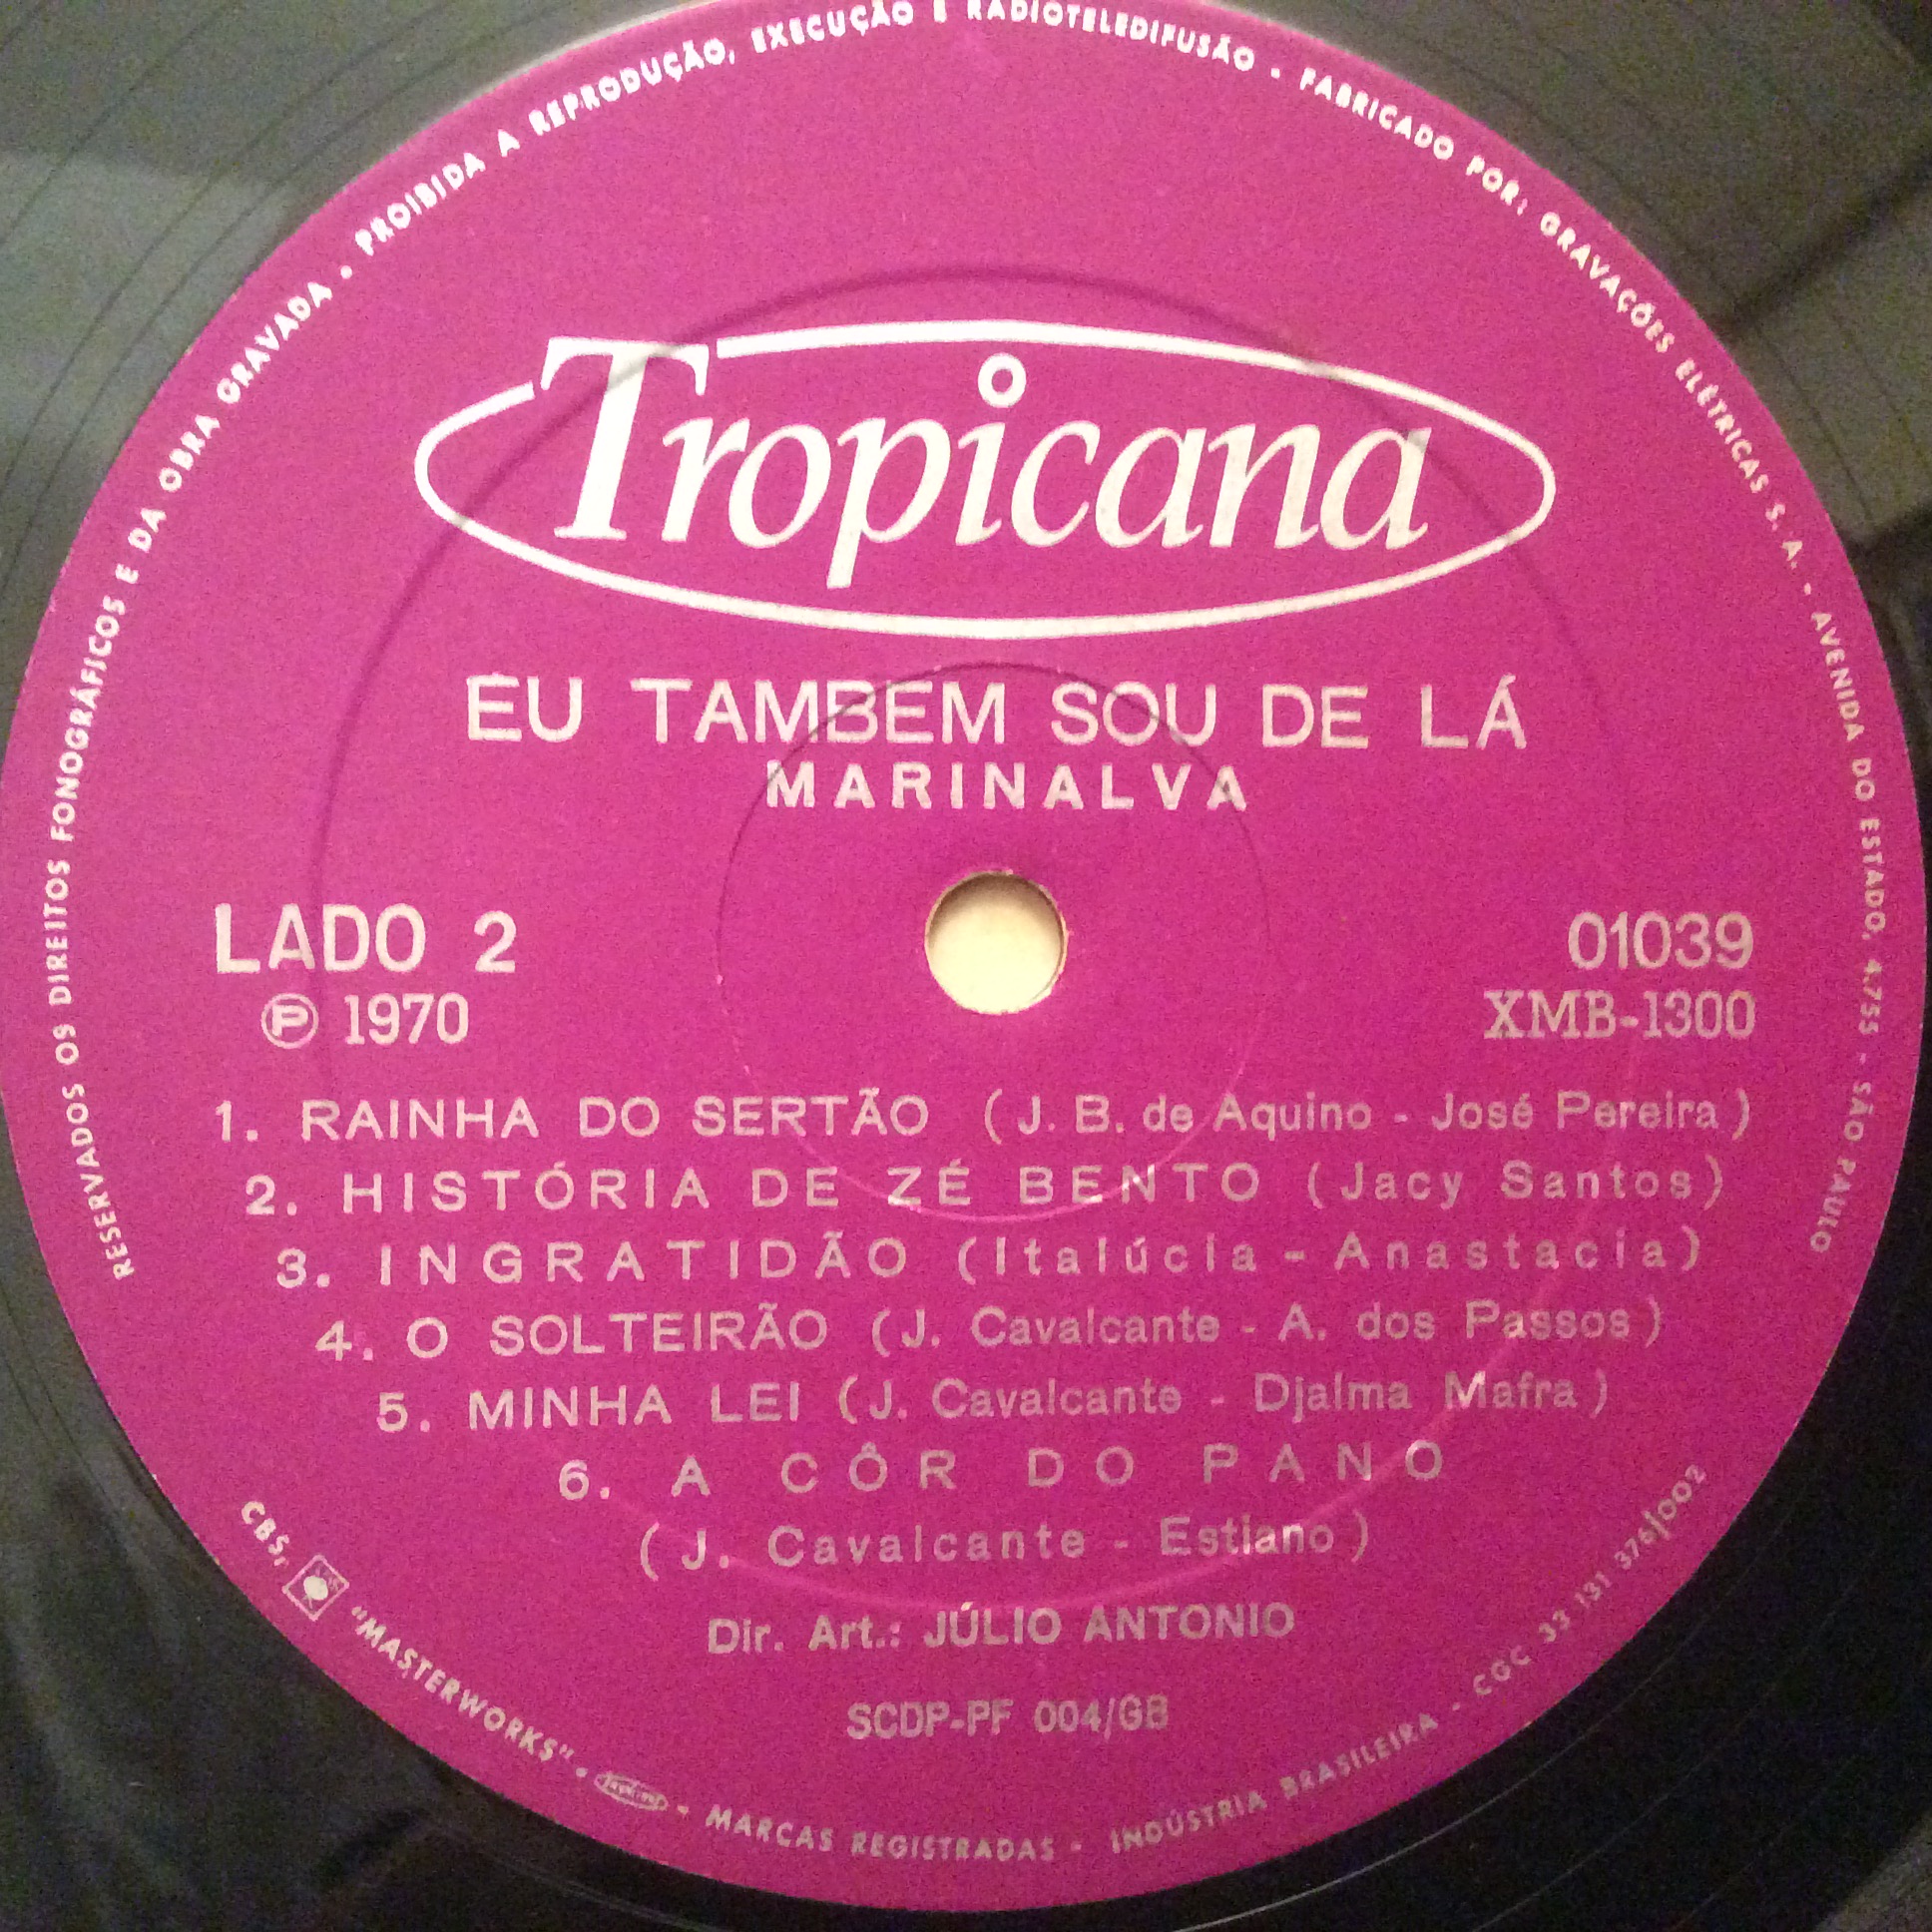 RESERVADOS OS DIREITOS FONOGRÁFICOS E DA OBRA GRAVADA • PROIBIDA A REPRODUÇÃO, EXECUÇÃO E RADIOTELEDIFUSÃO • FABRICADO POR: GRAVAÇÕES ELÉTRICAS S. A. - AVENIDA DO ESTADO, 4.755 - SÃO PAULO
Tropicana
EU TAMBEM SOU DE LÁ
MARINALVA
LADO 2
01039
℗ 1970
XMB-1300
1. RAINHA DO SERTÃO (J. B. de Aquino - José Pereira)
2. HISTÓRIA DE ZÉ BENTO (Jacy Santos)
3. INGRATIDÃO (Italúcia - Anastacia)
4. O SOLTEIRÃO (J. Cavalcante - A. dos Passos)
5. MINHA LEI (J. Cavalcante - Djalma Mafra)
6. A CÔR DO PANO
(J. Cavalcante - Estiano)
Dir. Art.: JÚLIO ANTONIO
SCDP-PF 004/GB
CBS, "MASTERWORKS" - Tropicana - MARCAS REGISTRADAS - INDÚSTRIA BRASILEIRA - CGC 33 131 376/002